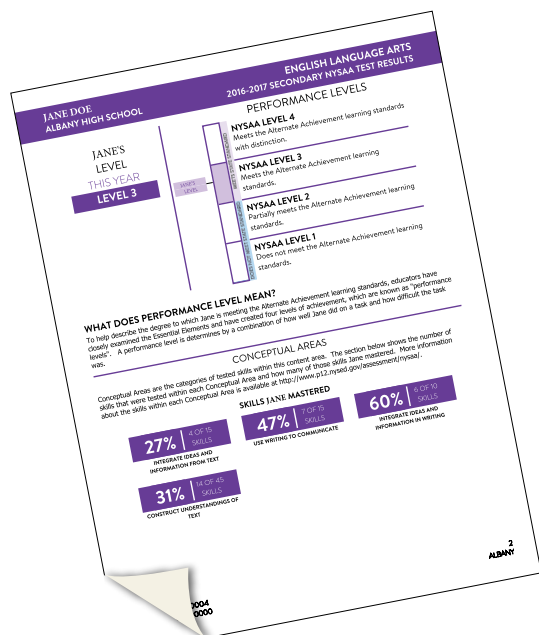 JANE DOE
ALBANY HIGH SCHOOL
ENGLISH LANGUAGE ARTS
2016-2017 SECONDARY NYSAA TEST RESULTS
JANE'S
LEVEL
THIS YEAR
LEVEL 3
PERFORMANCE LEVELS
JANE'S
LEVEL
NYSAA LEVEL 4
Meets the Alternate Achievement learning standards
with distinction.
NYSAA LEVEL 3
Meets the Alternate Achievement learning
standards.
NYSAA LEVEL 2
Partially meets the Alternate Achievement learning
standards.
NYSAA LEVEL 1
Does not meet the Alternate Achievement learning
standards.
WHAT DOES PERFORMANCE LEVEL MEAN?
To help describe the degree to which Jane is meeting the Alternate Achievement learning standards, educators have
closely examined the Essential Elements and have created four levels of achievement, which are known as "performance
levels". A performance level is determines by a combination of how well Jane did on a task and how difficult the task
was.
CONCEPTUAL AREAS
Conceptual Areas are the categories of tested skills within this content area. The section below shows the number of
skills that were tested within each Conceptual Area and how many of those skills Jane mastered. More information
about the skills within each Conceptual Area is available at http://www.p12.nysed.gov/assessment/nysaa/.
SKILLS JANE MASTERED
27% 4 OF 15
SKILLS
INTEGRATE IDEAS AND
INFORMATION FROM TEXT
47% 7 OF 15
SKILLS
USE WRITING TO COMMUNICATE
60% 6 OF 10
SKILLS
INTEGRATE IDEAS AND
INFORMATION IN WRITING
31% 14 OF 45
SKILLS
CONSTRUCT UNDERSTANDINGS OF
TEXT
2
ALBANY
0004
0000